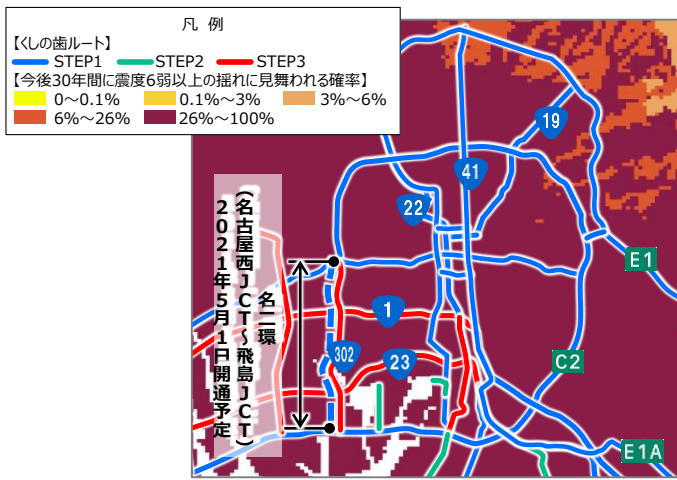 凡 例
【くしの歯ルート】
STEP1 STEP2 STEP3
【今後30年間に震度6弱以上の揺れに見舞われる確率】
0～0.1% 0.1%～3% 3%～6%
6%～26% 26%～100%
19
41
22
E1
名二環
（名古屋西JCT～飛島JCT）
2021年5月1日開通予定
1
302
23
C2
E1A